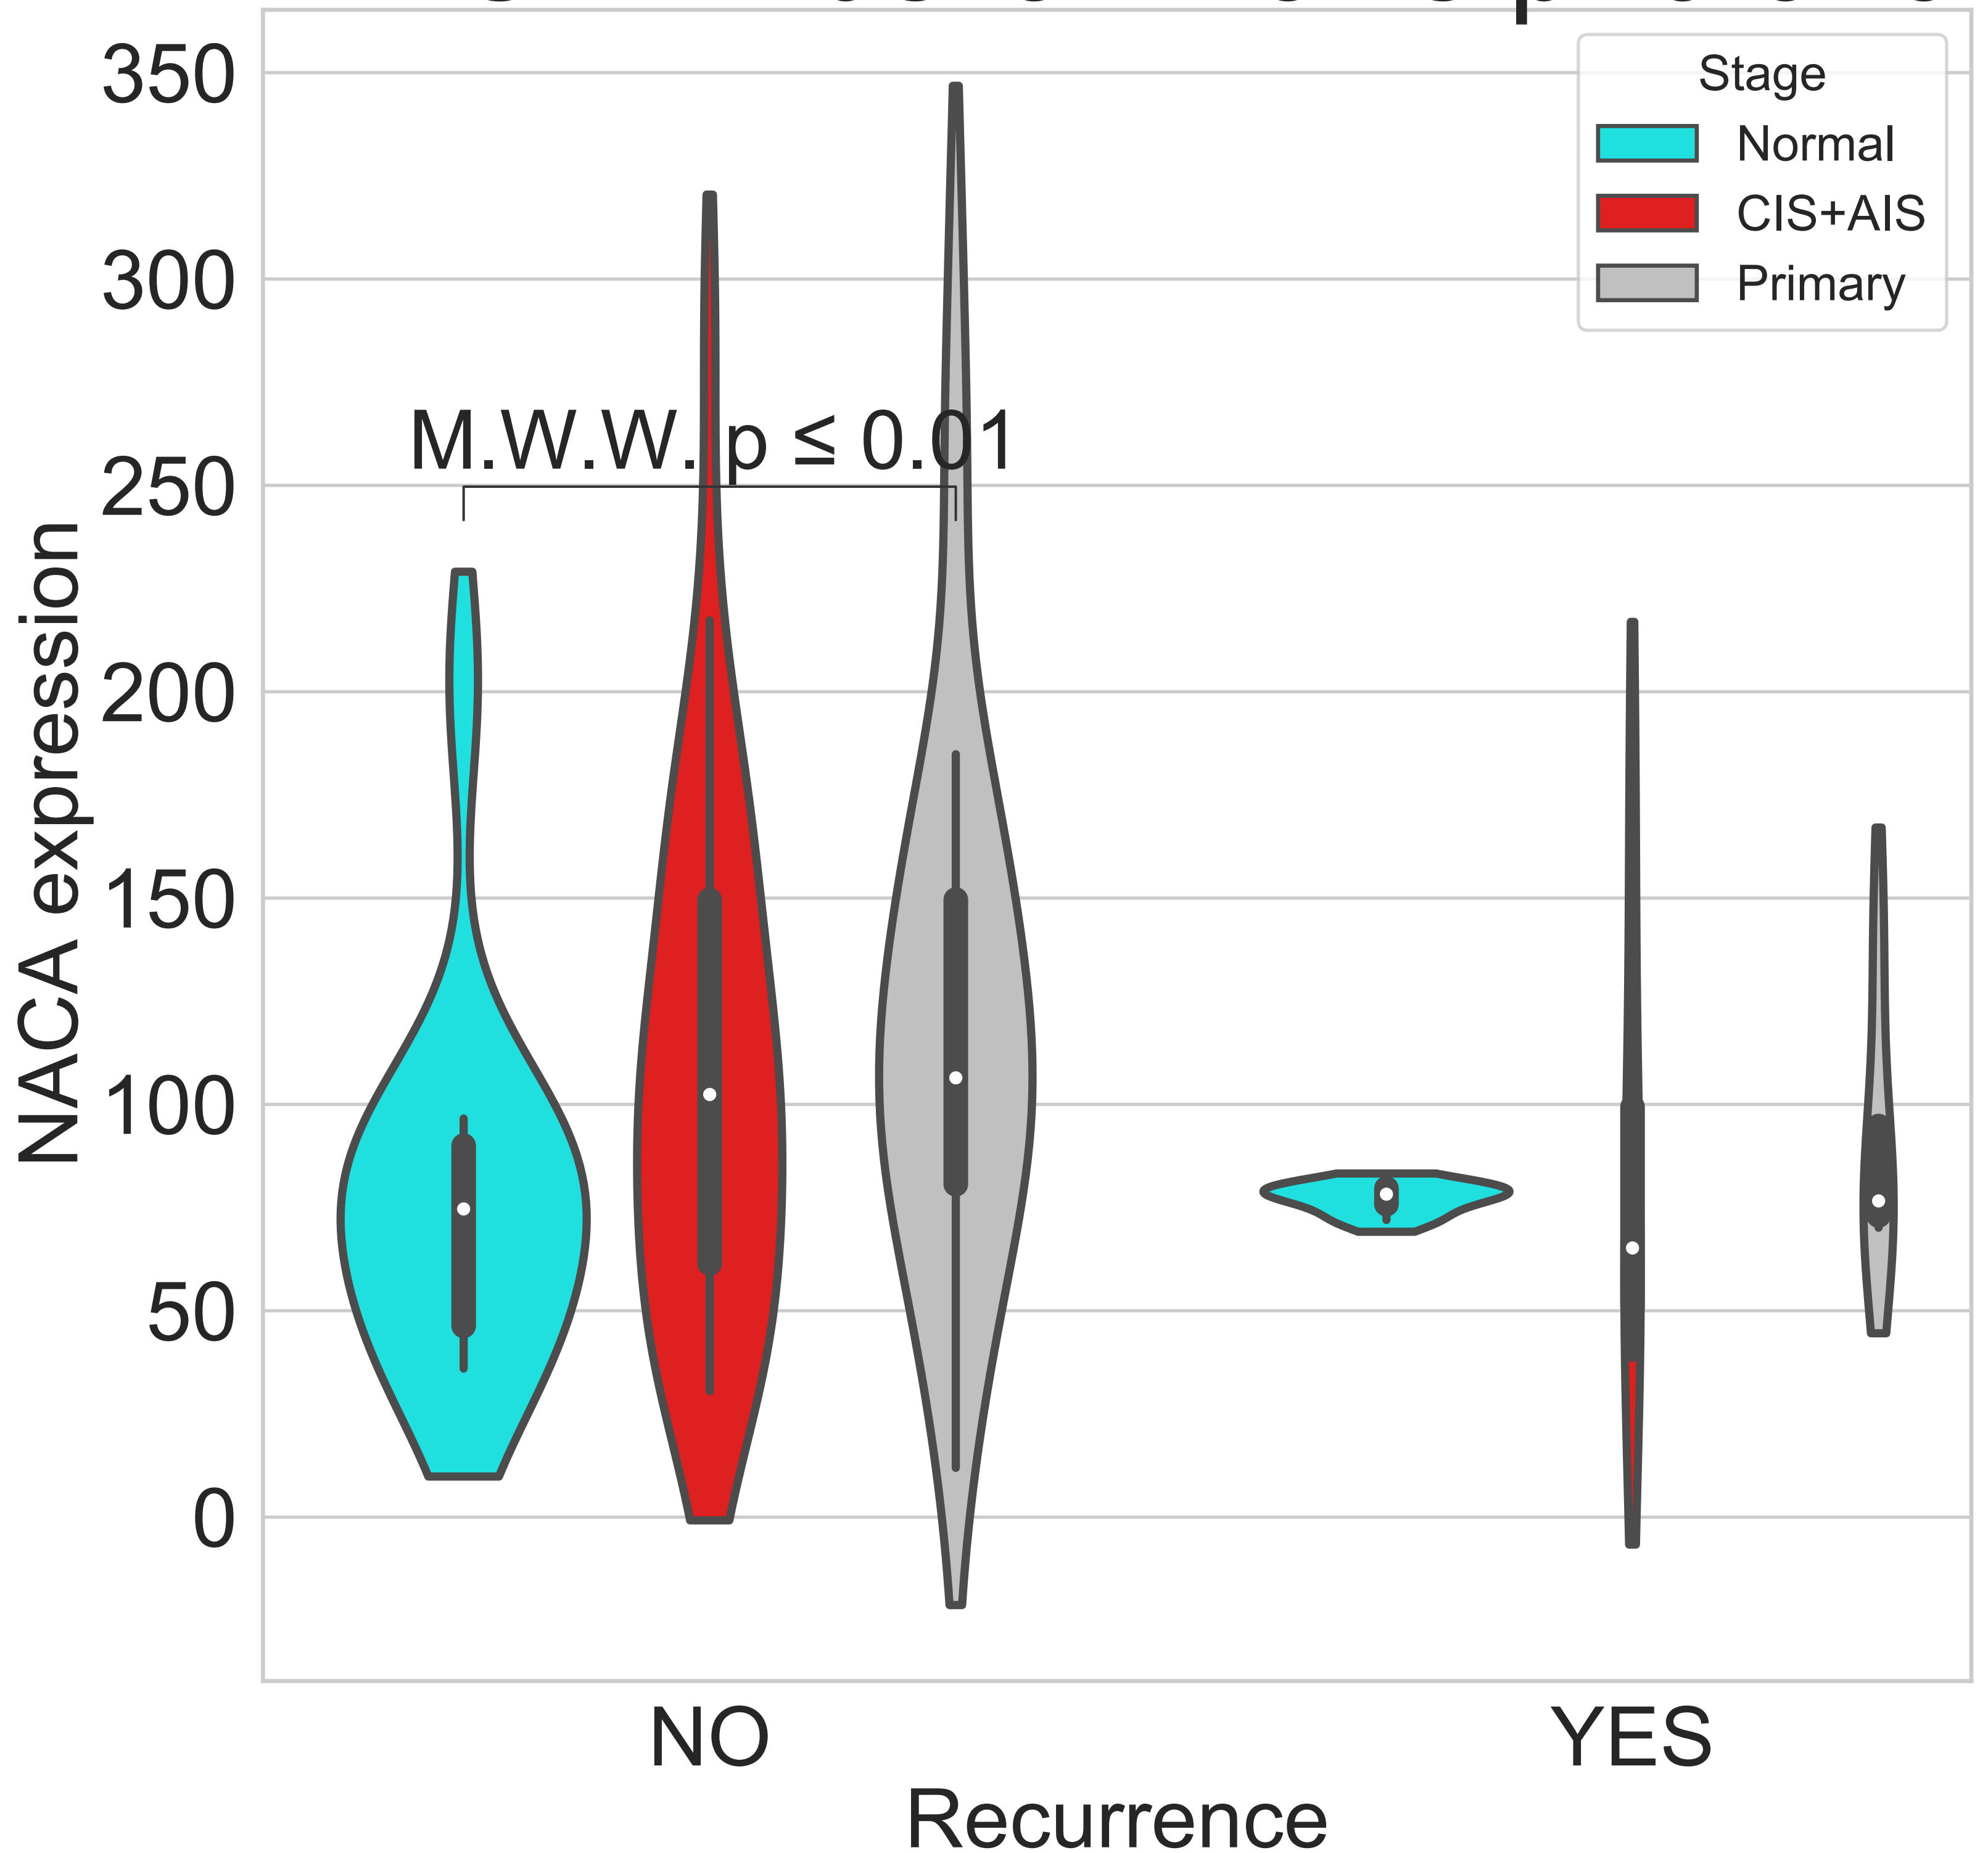 350
300
250
200
150
100
50
0
NACA expression
Stage
Normal
CIS+AIS
Primary
M.W.W. p ≤ 0.01
NO
YES
Recurrence